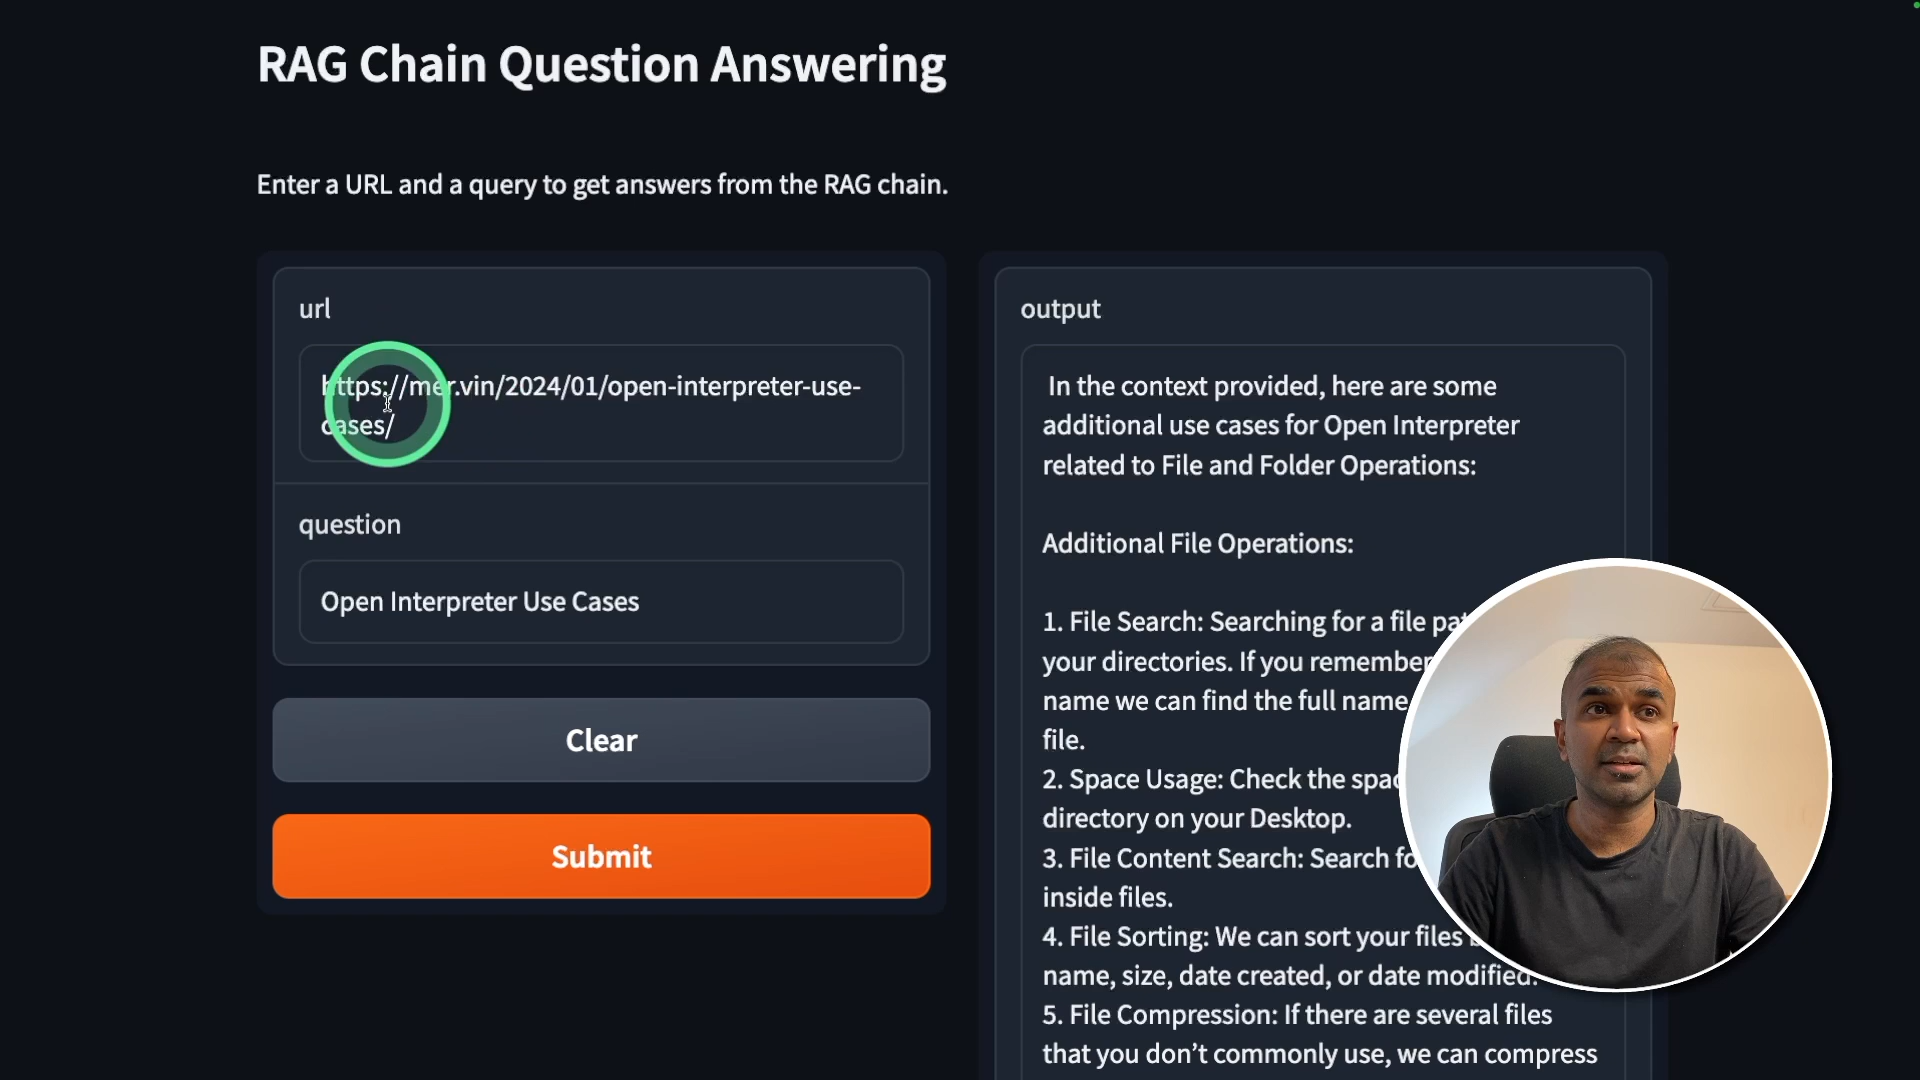 RAG Chain Question Answering
Enter a URL and a query to get answers from the RAG chain.
url
https://mer.vin/2024/01/open-interpreter-use-
cases/
question
Open Interpreter Use Cases
Clear
Submit
output
In the context provided, here are some
additional use cases for Open Interpreter
related to File and Folder Operations:
Additional File Operations:
1. File Search: Searching for a file
your directories. If you remember
name we can find the full name
file.
2. Space Usage: Check the
directory on your Desktop.
3. File Content Search: Search
inside files.
4. File Sorting: We can sort your files
name, size, date created, or date modified.
5. File Compression: If there are several files
that you don’t commonly use, we can compress